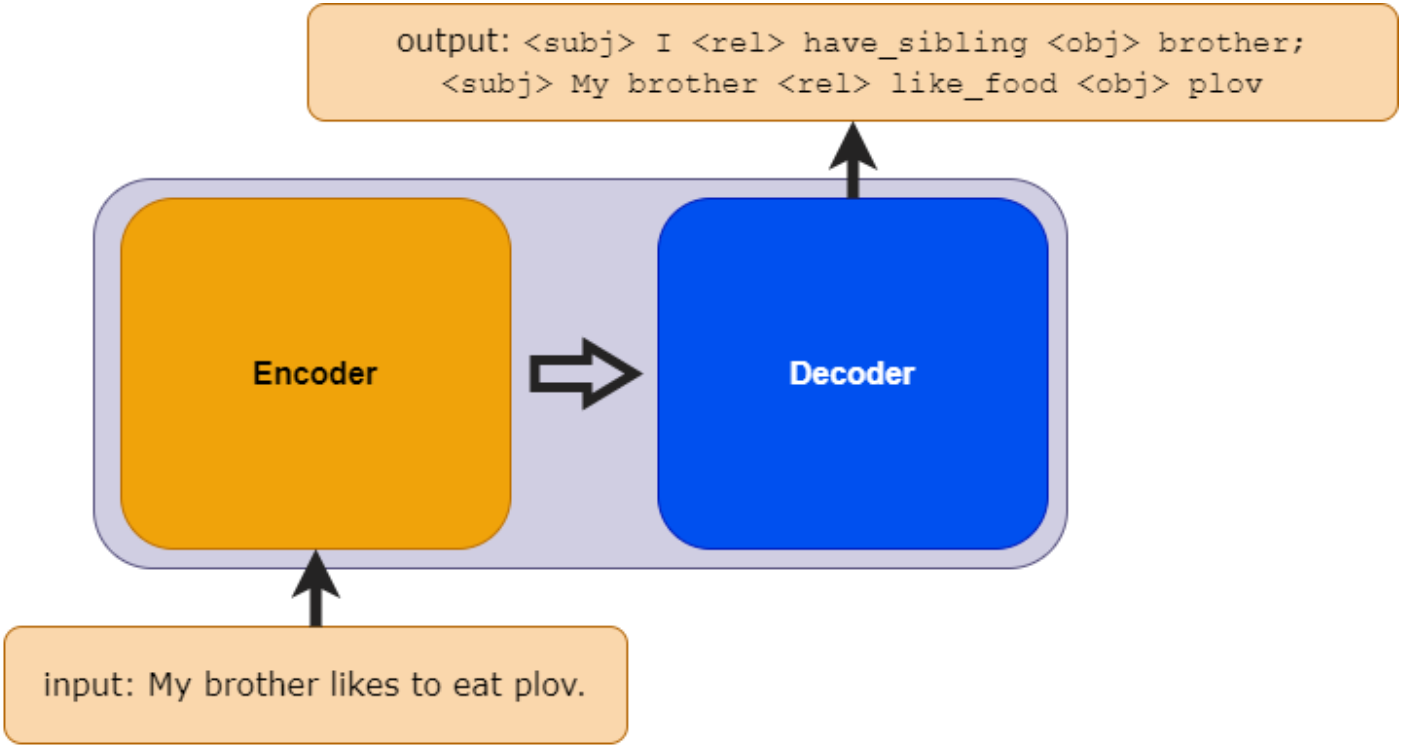 output: <subj> I <rel> have_sibling <obj> brother;
<subj> My brother <rel> like_food <obj> plov
Encoder
Decoder
input: My brother likes to eat plov.